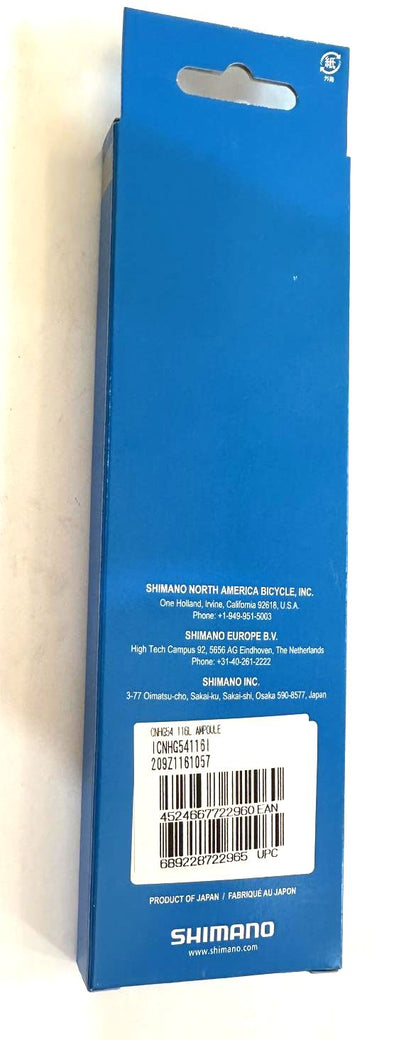 紙
外箱
SHIMANO NORTH AMERICA BICYCLE, INC.
One Holland, Irvine, California 92618, U.S.A.
Phone: +1-949-951-5003
SHIMANO EUROPE B.V.
High Tech Campus 92, 5656 AG Eindhoven, The Netherlands
Phone: +31-40-261-2222
SHIMANO INC.
3-77 Oimatsu-cho, Sakai-ku, Sakai-shi, Osaka 590-8577, Japan
CNHG54 116L AMPOULE
ICNHG54116I
209Z1161057
4524667722960 EAN
689228722965 UPC
PRODUCT OF JAPAN / FABRIQUÉ AU JAPON
SHIMANO
www.shimano.com